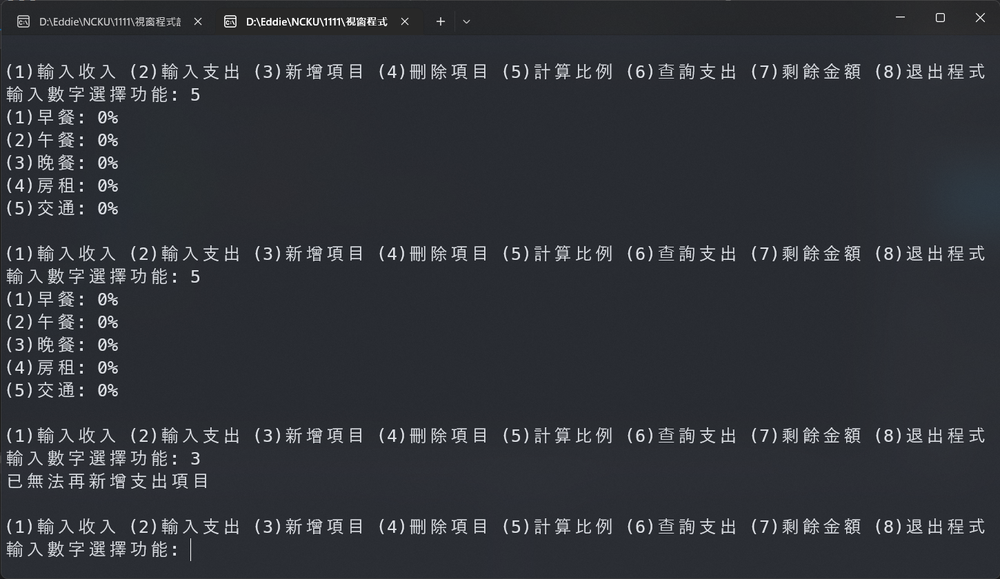 D:\Eddie\NCKU\1111\視窗程式 D:\Eddie\NCKU\1111\視窗程式
(1)輸入收入 (2)輸入支出 (3)新增項目 (4)刪除項目 (5)計算比例 (6)查詢支出 (7)剩餘金額 (8)退出程式
輸入數字選擇功能: 5
(1)早餐: 0%
(2)午餐: 0%
(3)晚餐: 0%
(4)房租: 0%
(5)交通: 0%
(1)輸入收入 (2)輸入支出 (3)新增項目 (4)刪除項目 (5)計算比例 (6)查詢支出 (7)剩餘金額 (8)退出程式
輸入數字選擇功能: 5
(1)早餐: 0%
(2)午餐: 0%
(3)晚餐: 0%
(4)房租: 0%
(5)交通: 0%
(1)輸入收入 (2)輸入支出 (3)新增項目 (4)刪除項目 (5)計算比例 (6)查詢支出 (7)剩餘金額 (8)退出程式
輸入數字選擇功能: 3
已無法再新增支出項目
(1)輸入收入 (2)輸入支出 (3)新增項目 (4)刪除項目 (5)計算比例 (6)查詢支出 (7)剩餘金額 (8)退出程式
輸入數字選擇功能: